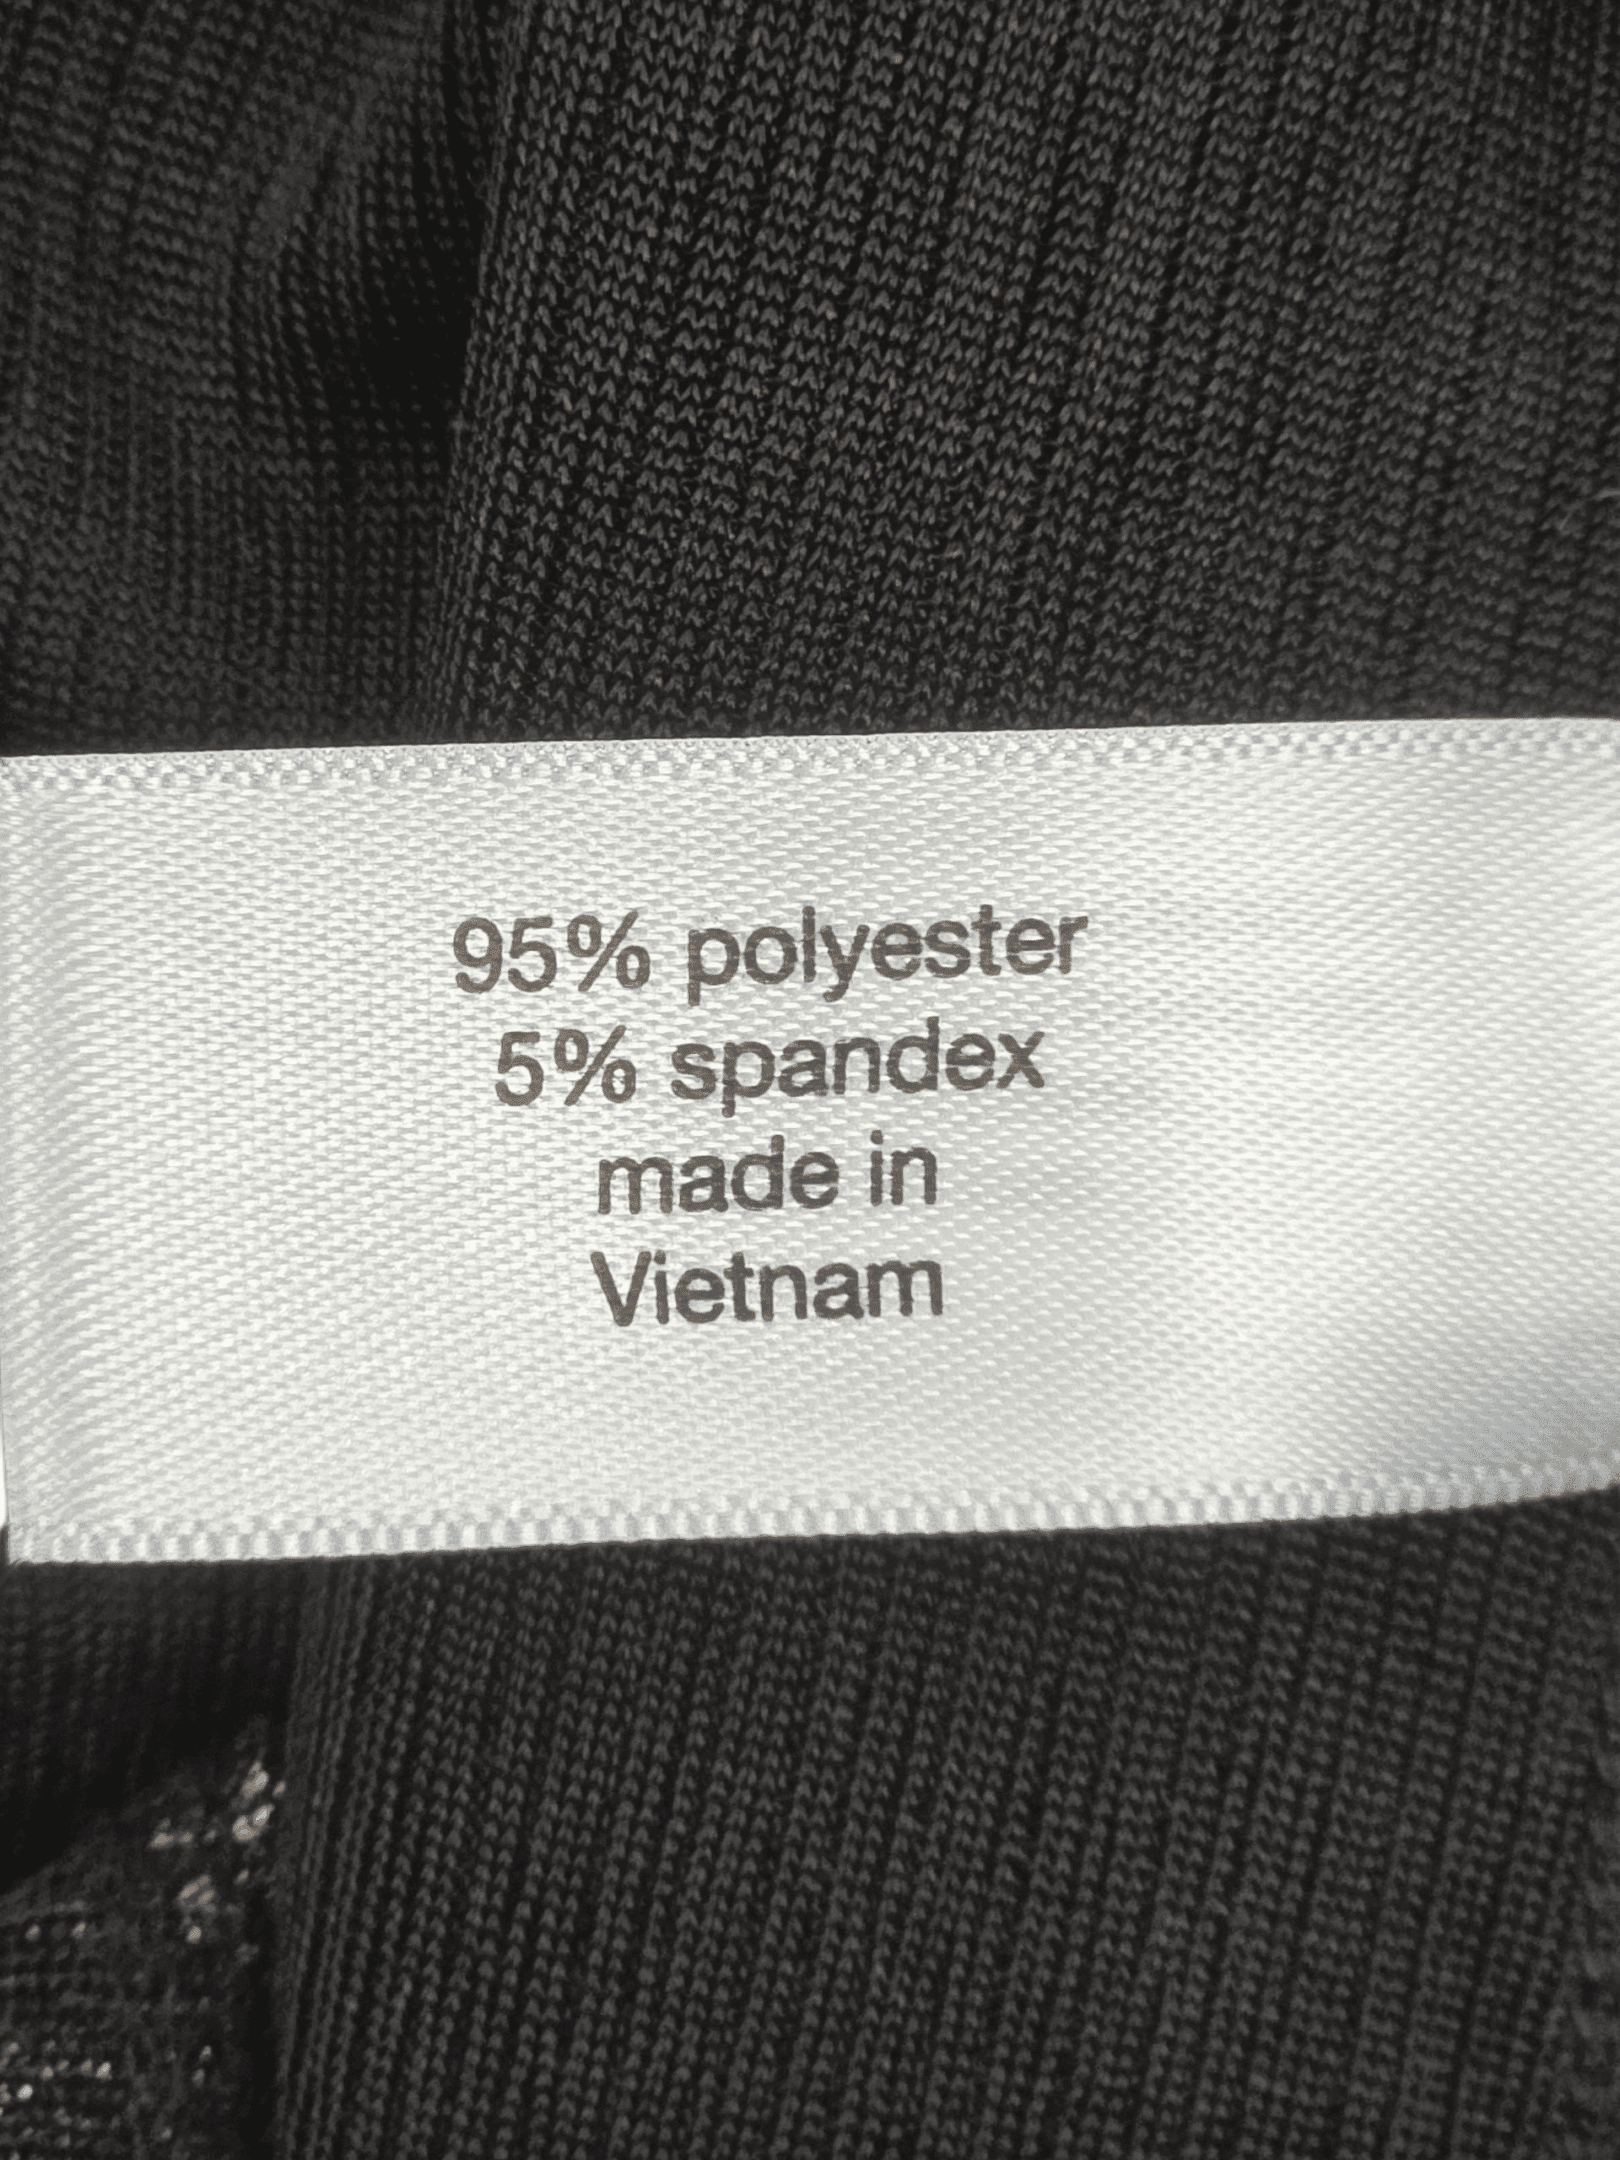 95% polyester
5% spandex
made in
Vietnam